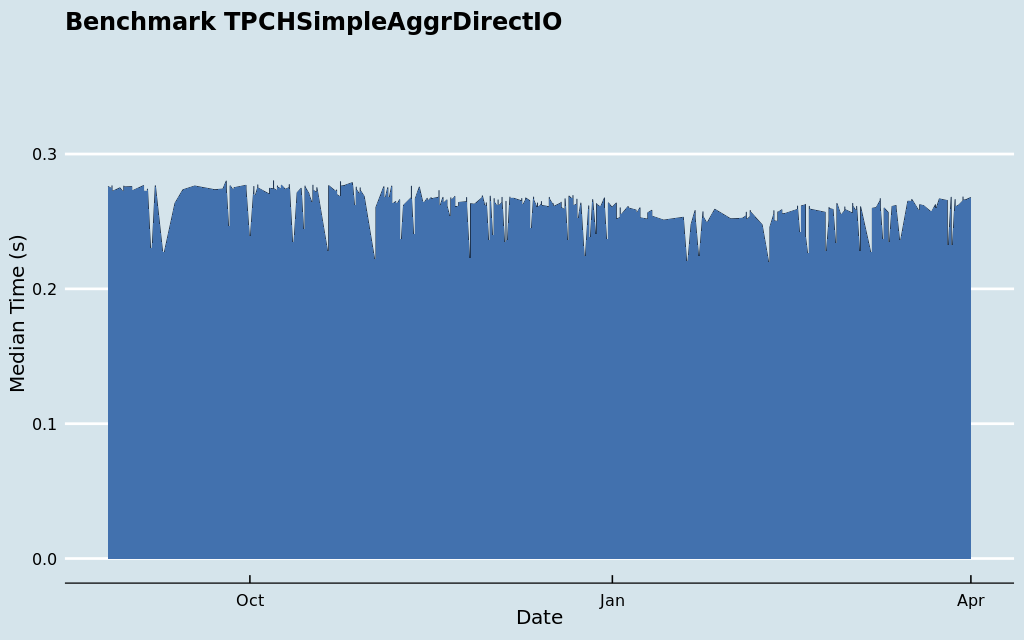 Benchmark TPCHSimpleAggrDirectIO
Median Time (s)
0.3
0.2
0.1
0.0
Oct
Jan
Apr
Date